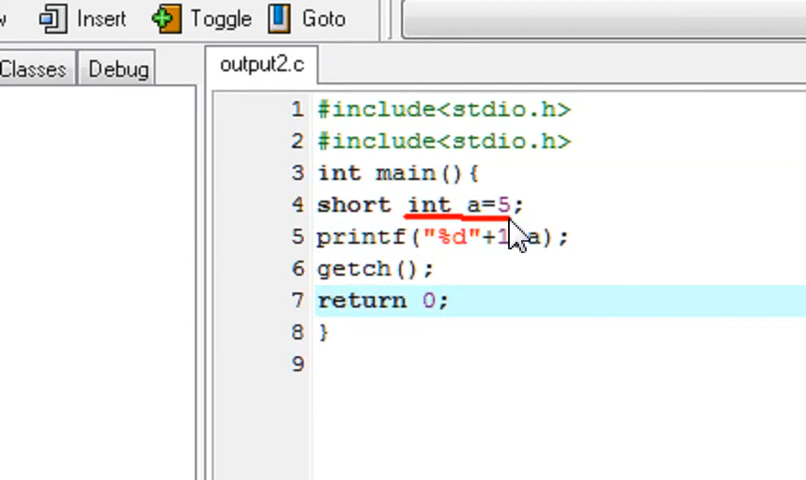 w Insert Toggle Goto
Classes Debug output2.c
1 #include<stdio.h>
2 #include<stdio.h>
3 int main(){
4 short int a=5;
5 printf("%d"+1 a);
6 getch();
7 return 0;
8 }
9